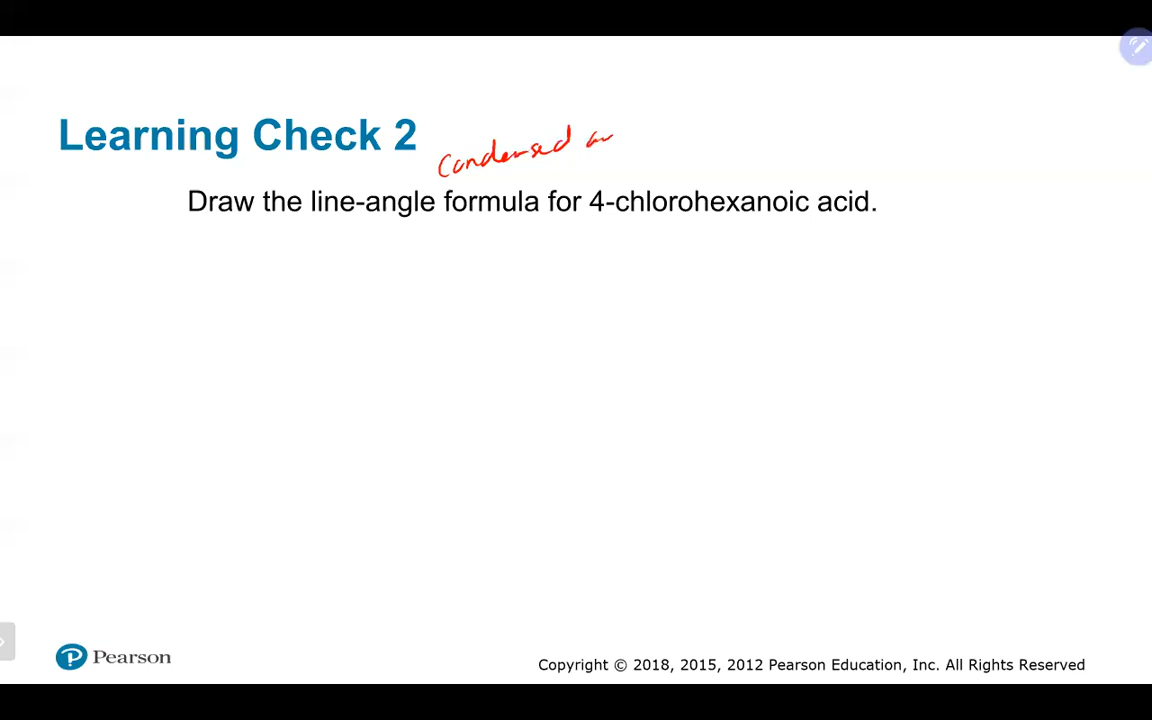 Learning Check 2
Condensed
Draw the line-angle formula for 4-chlorohexanoic acid.
Pearson
Copyright © 2018, 2015, 2012 Pearson Education, Inc. All Rights Reserved